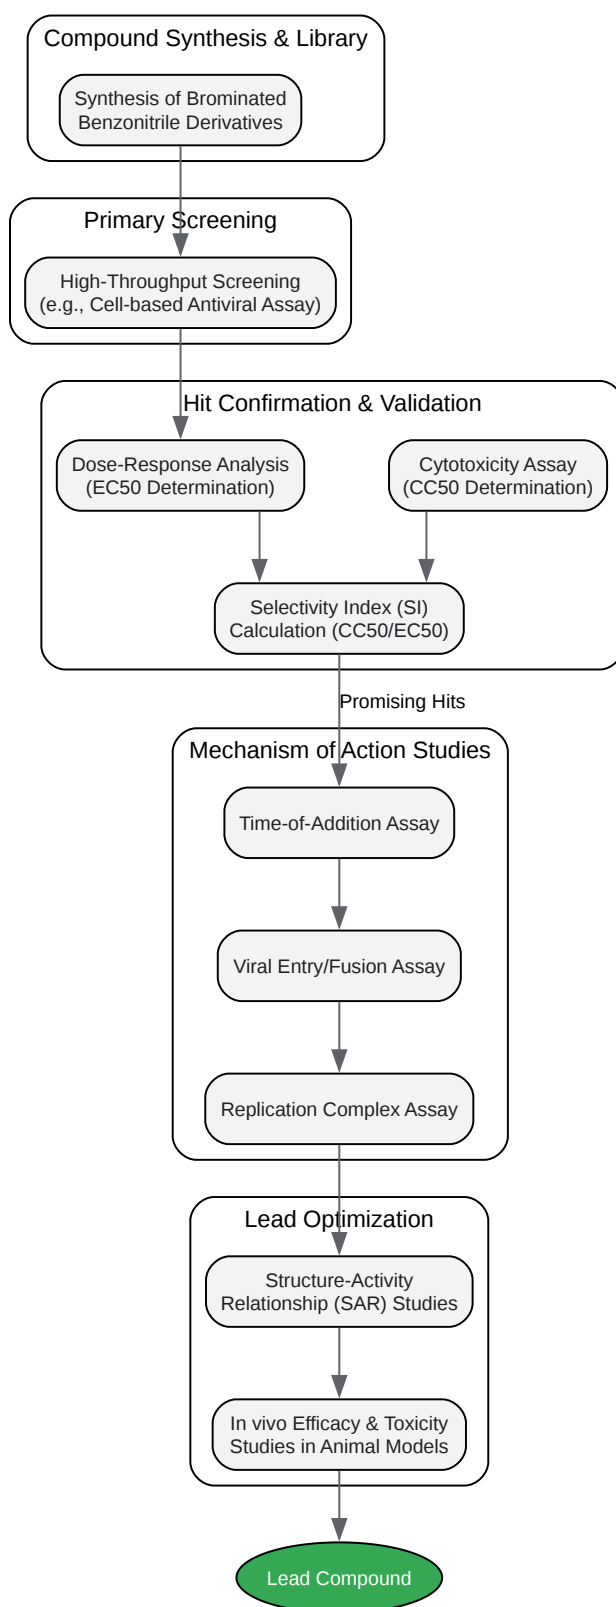 Compound Synthesis & Library
Synthesis of Brominated
Benzonitrile Derivatives
Primary Screening
High-Throughput Screening
(e.g., Cell-based Antiviral Assay)
Hit Confirmation & Validation
Dose-Response Analysis
(EC50 Determination)
Cytotoxicity Assay
(CC50 Determination)
Selectivity Index (SI)
Calculation (CC50/EC50)
Promising Hits
Mechanism of Action Studies
Time-of-Addition Assay
Viral Entry/Fusion Assay
Replication Complex Assay
Lead Optimization
Structure-Activity
Relationship (SAR) Studies
In vivo Efficacy & Toxicity
Studies in Animal Models
Lead Compound